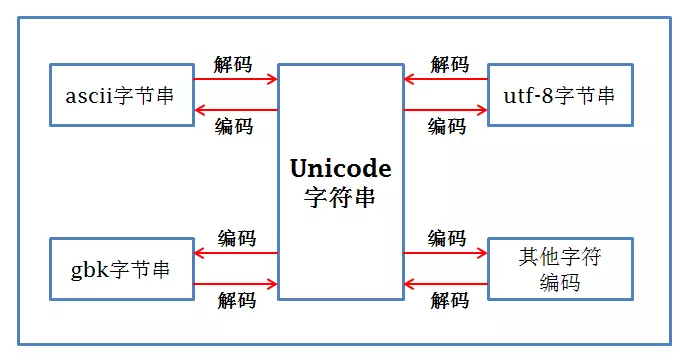 解码
解码
ascii字节串
utf-8字节串
编码
编码
Unicode
字符串
编码
编码
gbk字节串
其他字符
编码
解码
解码